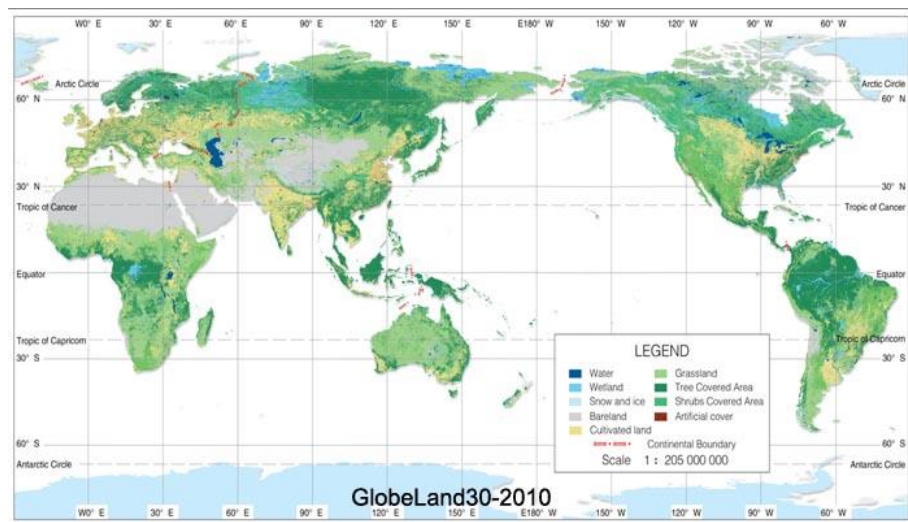 W0° E 30° E 60° E 90° E 120° E 150° E E180° W 150° W 120° W 90° W 60° W
Arctic Circle
Arctic Circle
60° N
60° N
30° N
30° N
Tropic of Cancer
Tropic of Cancer
Equator
Equator
Tropic of Capricorn
Tropic of Capricorn
30° S
30° S
LEGEND
Water
Grassland
Wetland
Tree Covered Area
Snow and ice
Shrubs Covered Area
Bareland
Artificial cover
Cultivated land
Continental Boundary
Scale 1 : 205 000 000
60° S
60° S
Antarctic Circle
Antarctic Circle
GlobeLand30-2010
W0° E 30° E 60° E 90° E 120° E 150° E E180° W 150° W 120° W 90° W 60° W